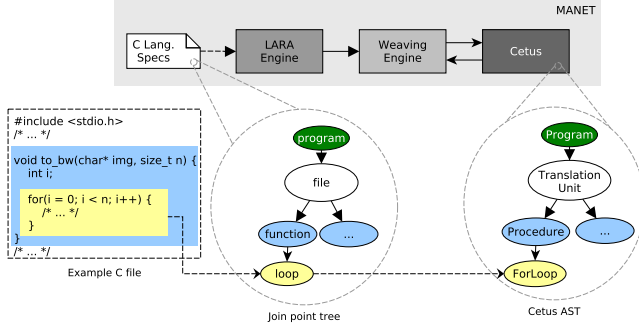 MANET
C Lang.
Specs
LARA
Engine
Weaving
Engine
Cetus
#include <stdio.h>
/* ... */
void to_bw(char* img, size_t n) {
int i;
for(i = 0; i < n; i++) {
/* ... */
}
}
/* ... */
Example C file
program
file
function
...
loop
Join point tree
Program
Translation
Unit
Procedure
...
ForLoop
Cetus AST